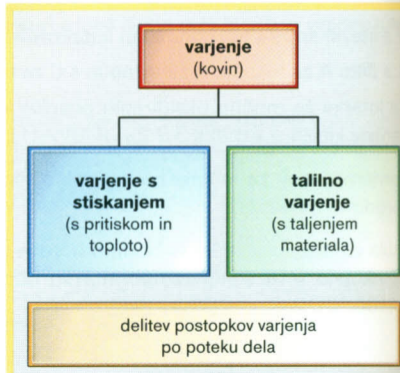 varjenje
(kovin)
varjenje s
stiskanjem
(s pritiskom in
toploto)
talilno
varjenje
(s taljenjem
materiala)
delitev postopkov varjenja
po poteku dela